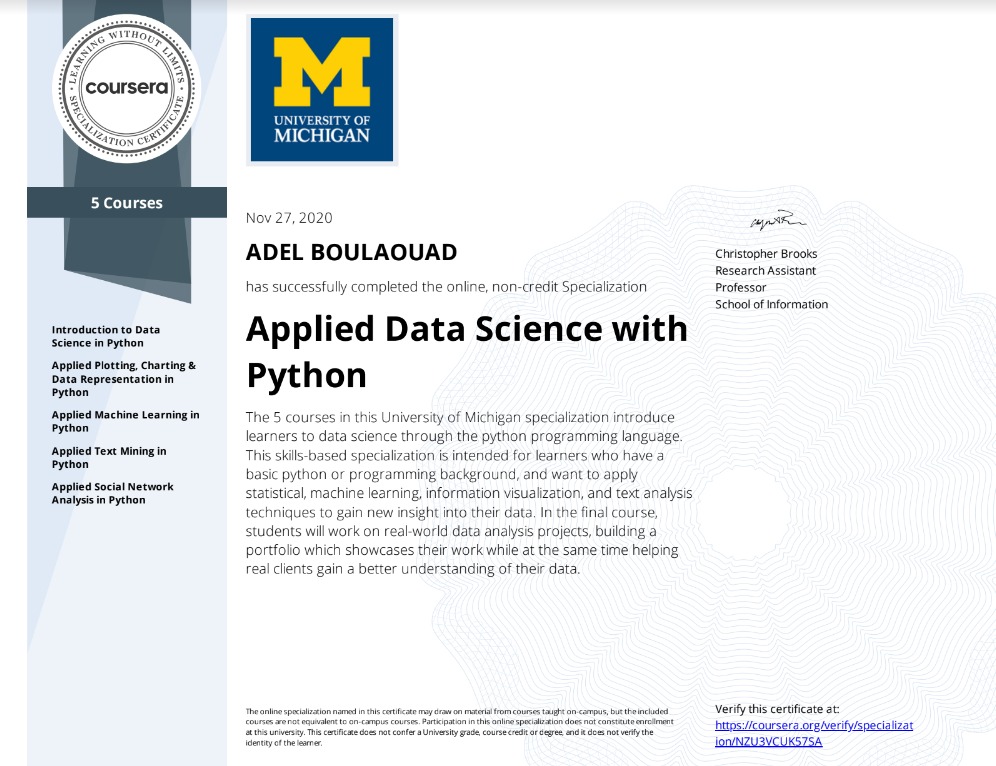 LEARNING WITHOUT LIMITS
coursera
SPECIALIZATION CERTIFICATE
5 Courses
Introduction to Data
Science in Python
Applied Plotting, Charting &
Data Representation in
Python
Applied Machine Learning in
Python
Applied Text Mining in
Python
Applied Social Network
Analysis in Python
M
UNIVERSITY OF
MICHIGAN
Nov 27, 2020
ADEL BOULAOUAD
has successfully completed the online, non-credit Specialization
Applied Data Science with
Python
The 5 courses in this University of Michigan specialization introduce
learners to data science through the python programming language.
This skills-based specialization is intended for learners who have a
basic python or programming background, and want to apply
statistical, machine learning, information visualization, and text analysis
techniques to gain new insight into their data. In the final course,
students will work on real-world data analysis projects, building a
portfolio which showcases their work while at the same time helping
real clients gain a better understanding of their data.
The online specialization named in this certificate may draw on material from courses taught on-campus, but the included
courses are not equivalent to on-campus courses. Participation in this online specialization does not constitute enrollment
at this university. This certificate does not confer a University grade, course credit or degree, and it does not verify the
identity of the learner.
Christopher Brooks
Research Assistant
Professor
School of Information
Verify this certificate at:
https://coursera.org/verify/specializat
ion/NZU3VCUK57SA